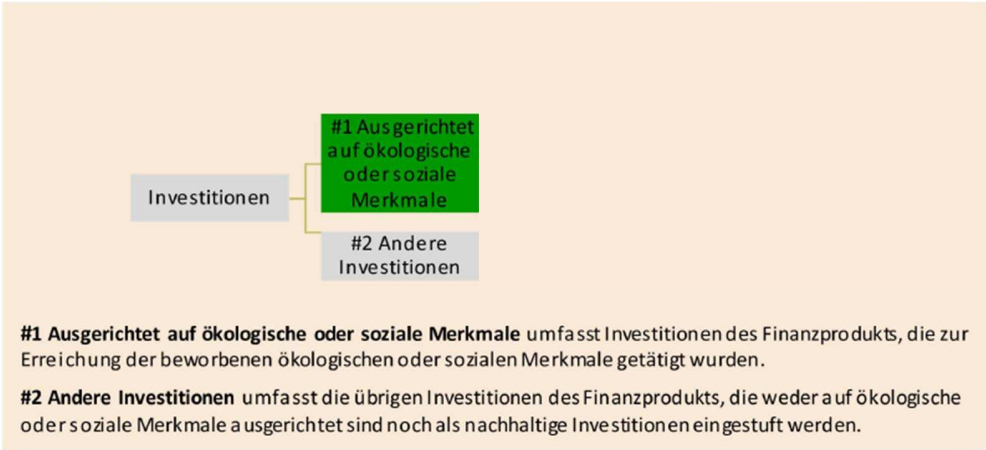 #1 Ausgerichtet
auf ökologische
oder soziale
Merkmale
Investitionen
#2 Andere
Investitionen
#1 Ausgerichtet auf ökologische oder soziale Merkmale umfasst Investitionen des Finanzprodukts, die zur
Erreichung der beworbenen ökologischen oder sozialen Merkmale getätigt wurden.
#2 Andere Investitionen umfasst die übrigen Investitionen des Finanzprodukts, die weder auf ökologische
oder soziale Merkmale ausgerichtet sind noch als nachhaltige Investitionen eingestuft werden.